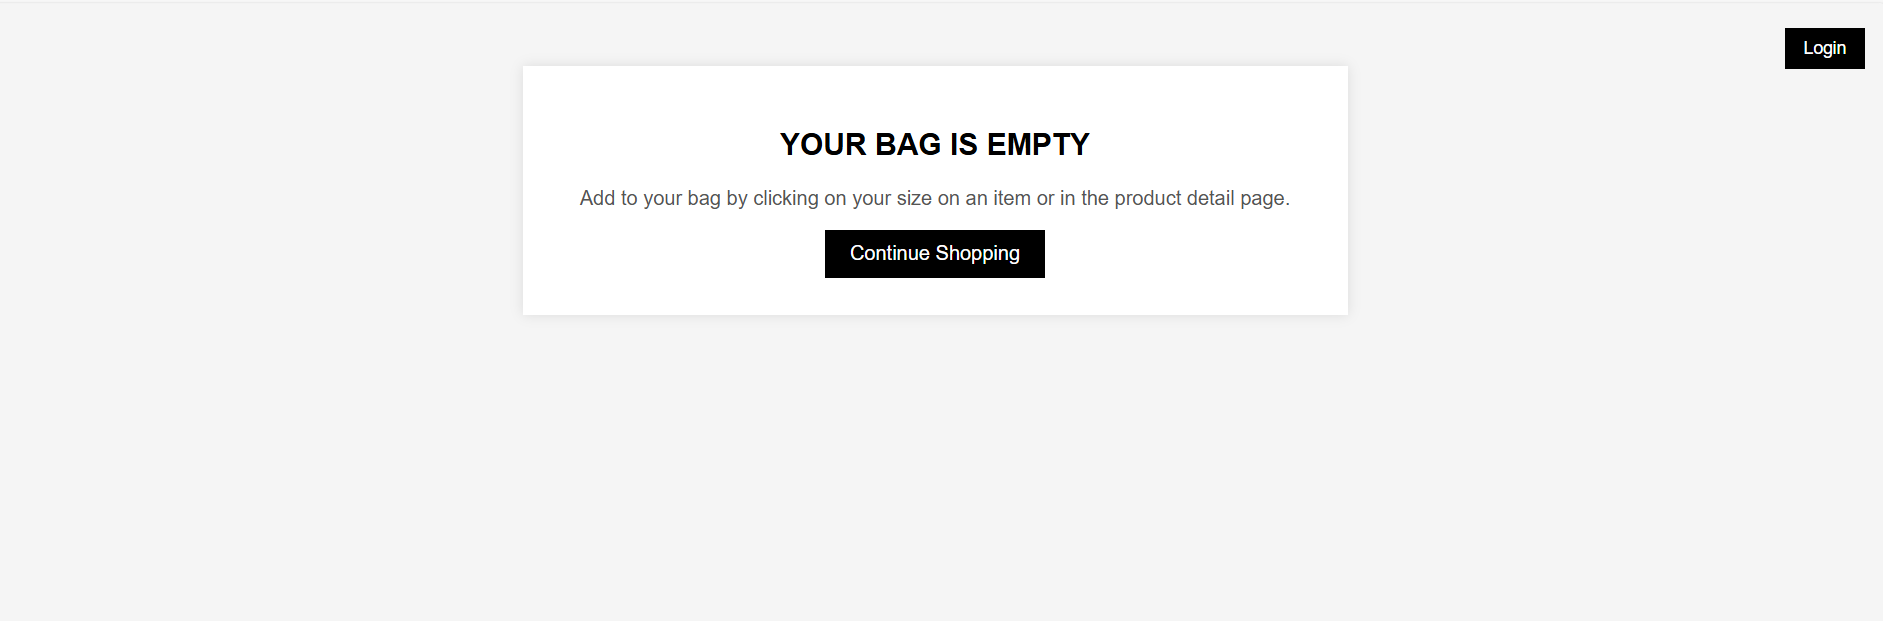 Login
YOUR BAG IS EMPTY
Add to your bag by clicking on your size on an item or in the product detail page.
Continue Shopping